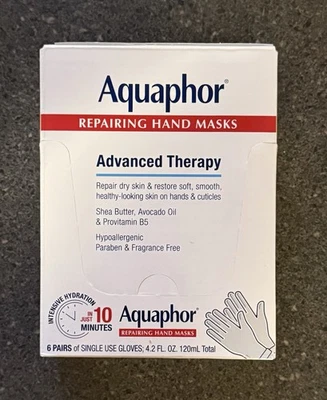 Aquaphor®
REPAIRING HAND MASKS
Advanced Therapy
Repair dry skin & restore soft, smooth,
healthy-looking skin on hands & cuticles
Shea Butter, Avocado Oil
& Provitamin B5
Hypoallergenic
Paraben & Fragrance Free
INTENSIVE HYDRATION
IN JUST 10 MINUTES
Aquaphor
REPAIRING HAND MASKS
6 PAIRS of SINGLE USE GLOVES; 4.2 FL. OZ. 120mL Total